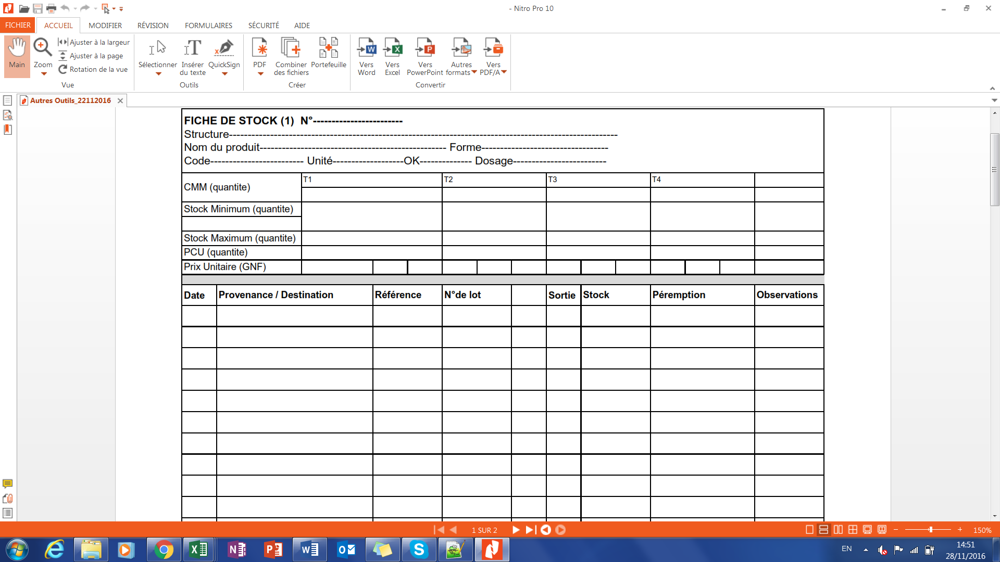 - Nitro Pro 10
FICHIER ACCUEIL MODIFIER RÉVISION FORMULAIRES SÉCURITÉ AIDE
Main
Zoom
Ajuster à la largeur
Ajuster à la page
Rotation de la vue
Vue
Sélectionner
Insérer du texte
QuickSign
Outils
PDF
Combiner des fichiers
Portefeuille
Créer
Vers Word
Vers Excel
Vers PowerPoint
Autres formats
Vers PDF/A
Convertir
Autres Outils_22112016
FICHE DE STOCK (1) N°------------------------
Structure--------------------------------------------------------------------------------------------------------
Nom du produit-------------------------------------------------- Forme----------------------------------
Code------------------------- Unité-------------------OK-------------- Dosage-------------------------
CMM (quantite) T1 T2 T3 T4
Stock Minimum (quantite)
Stock Maximum (quantite)
PCU (quantite)
Prix Unitaire (GNF)
Date Provenance / Destination Référence N°de lot Sortie Stock Péremption Observations
1 SUR 2
150%
EN
14:51
28/11/2016